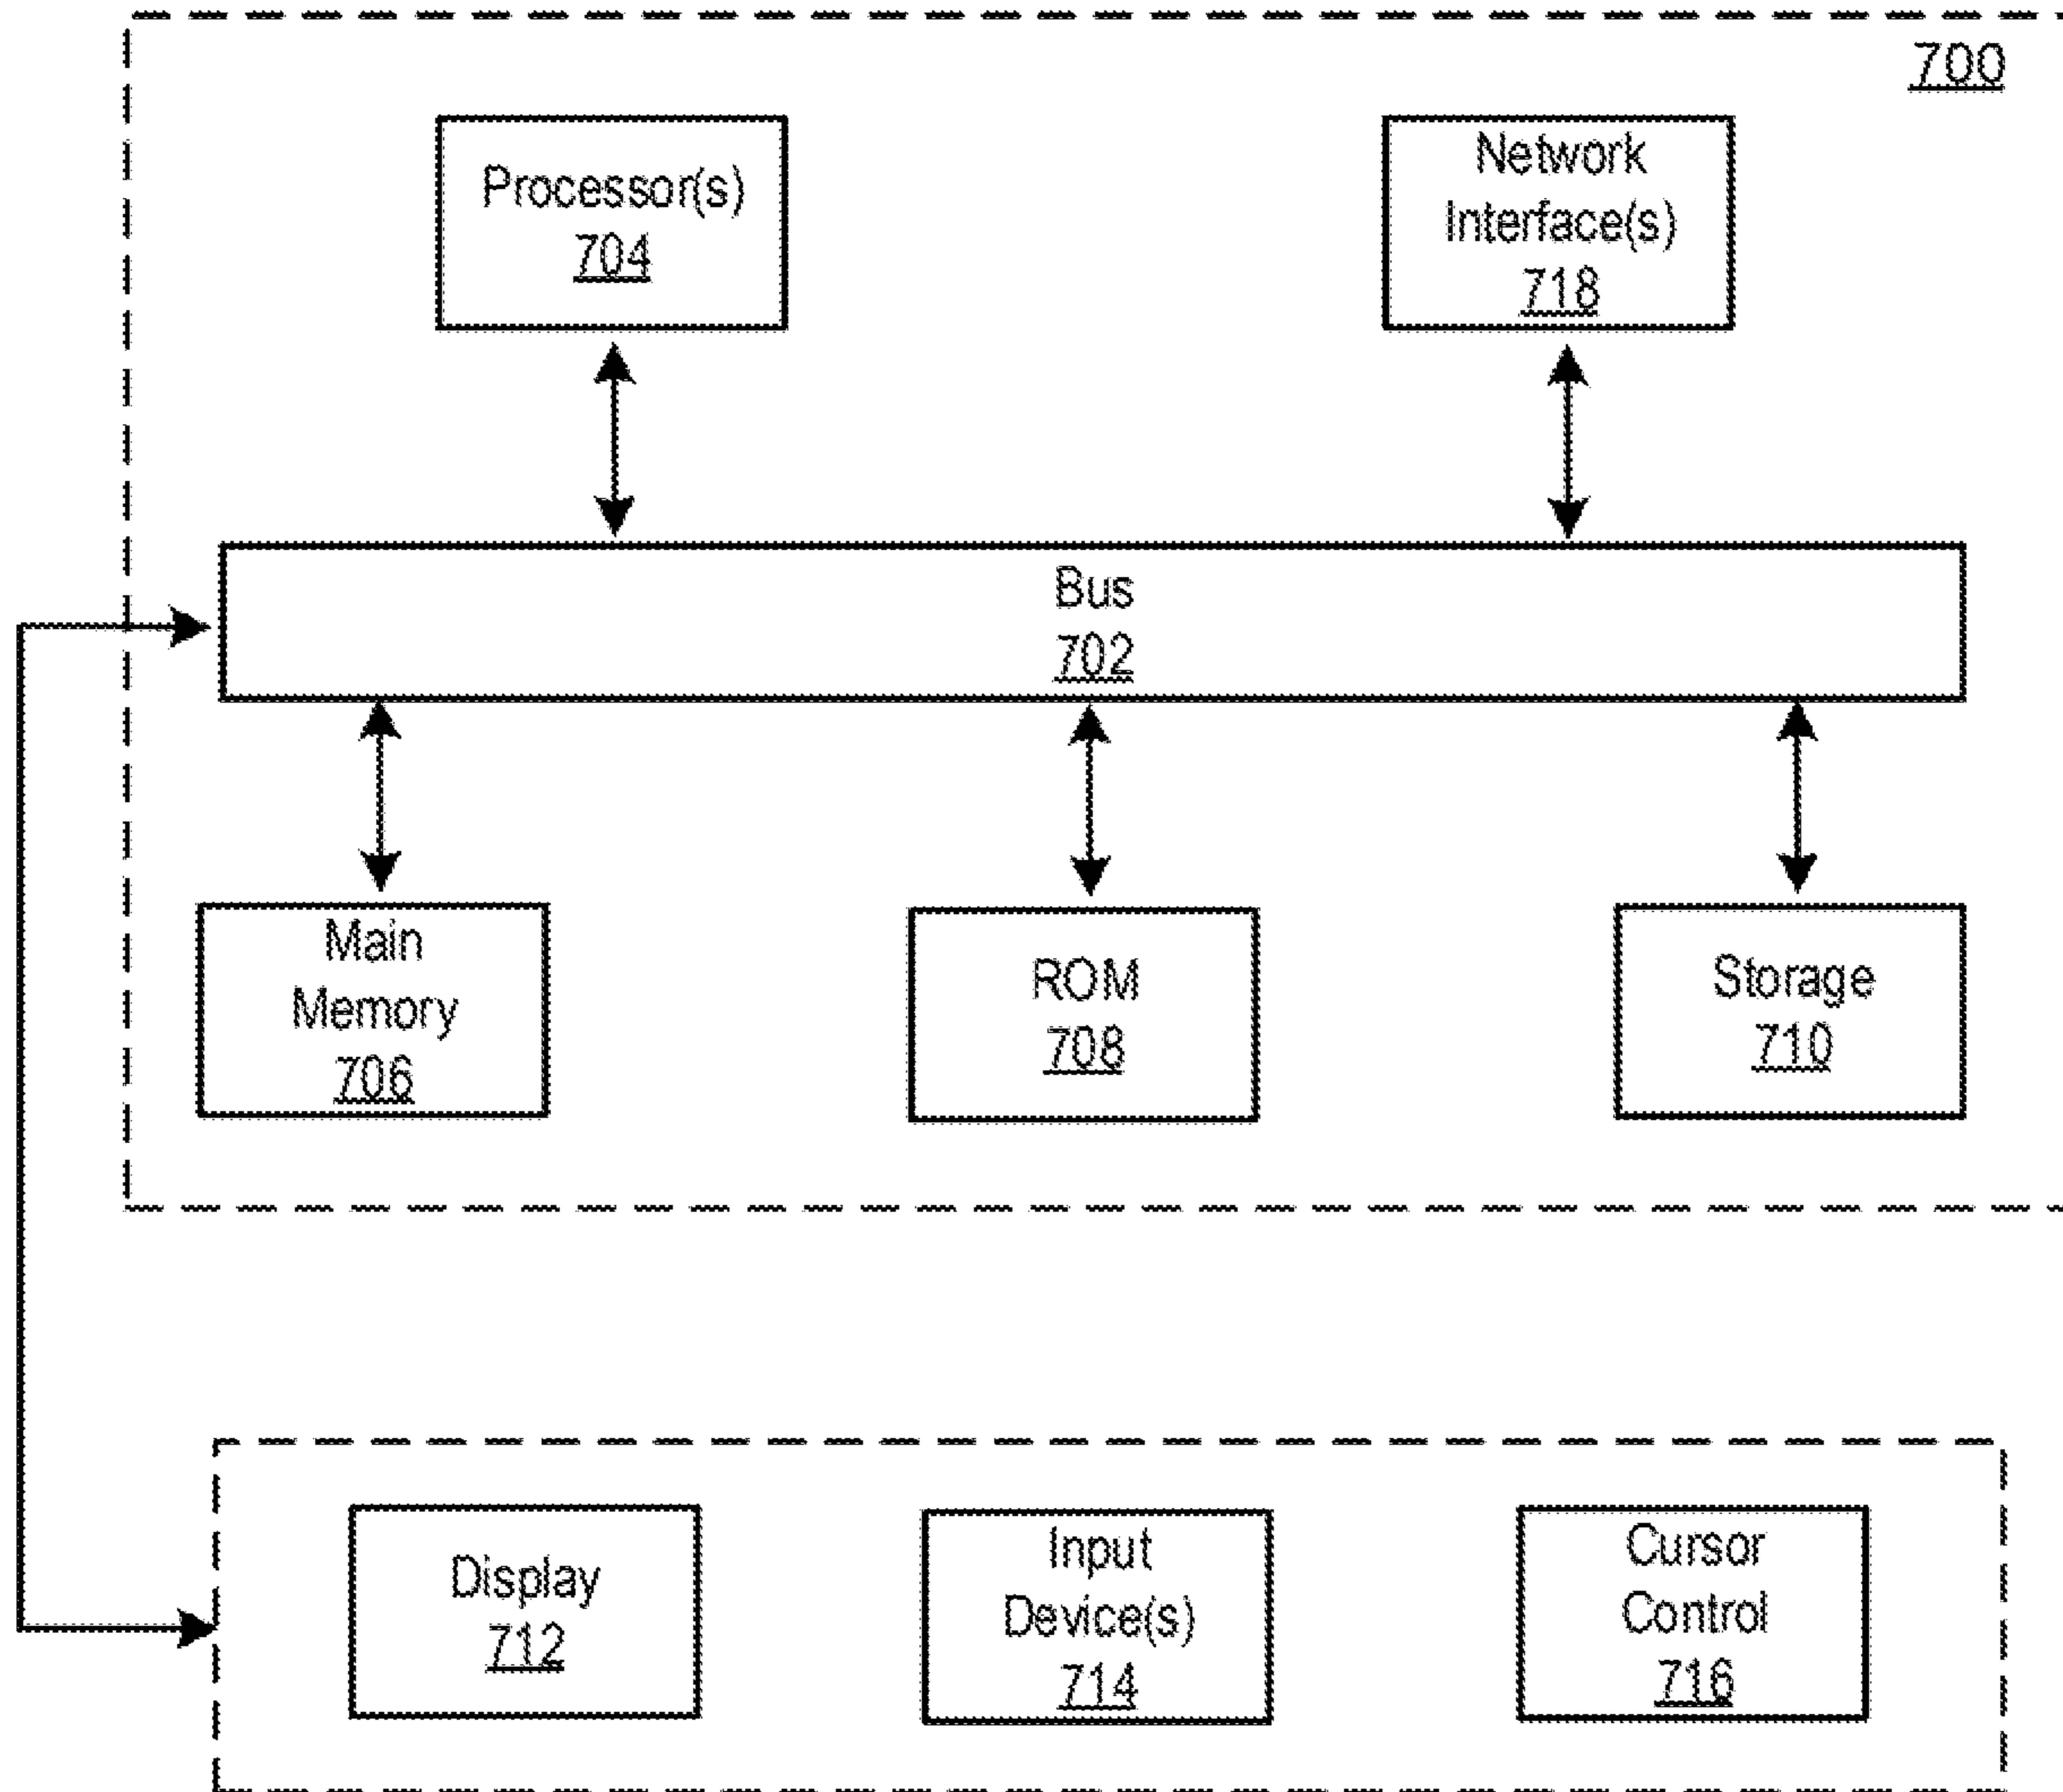 700
Processor(s)
704
Network
Interface(s)
718
Bus
702
Main
Memory
706
ROM
708
Storage
710
Display
712
Input
Device(s)
714
Cursor
Control
716